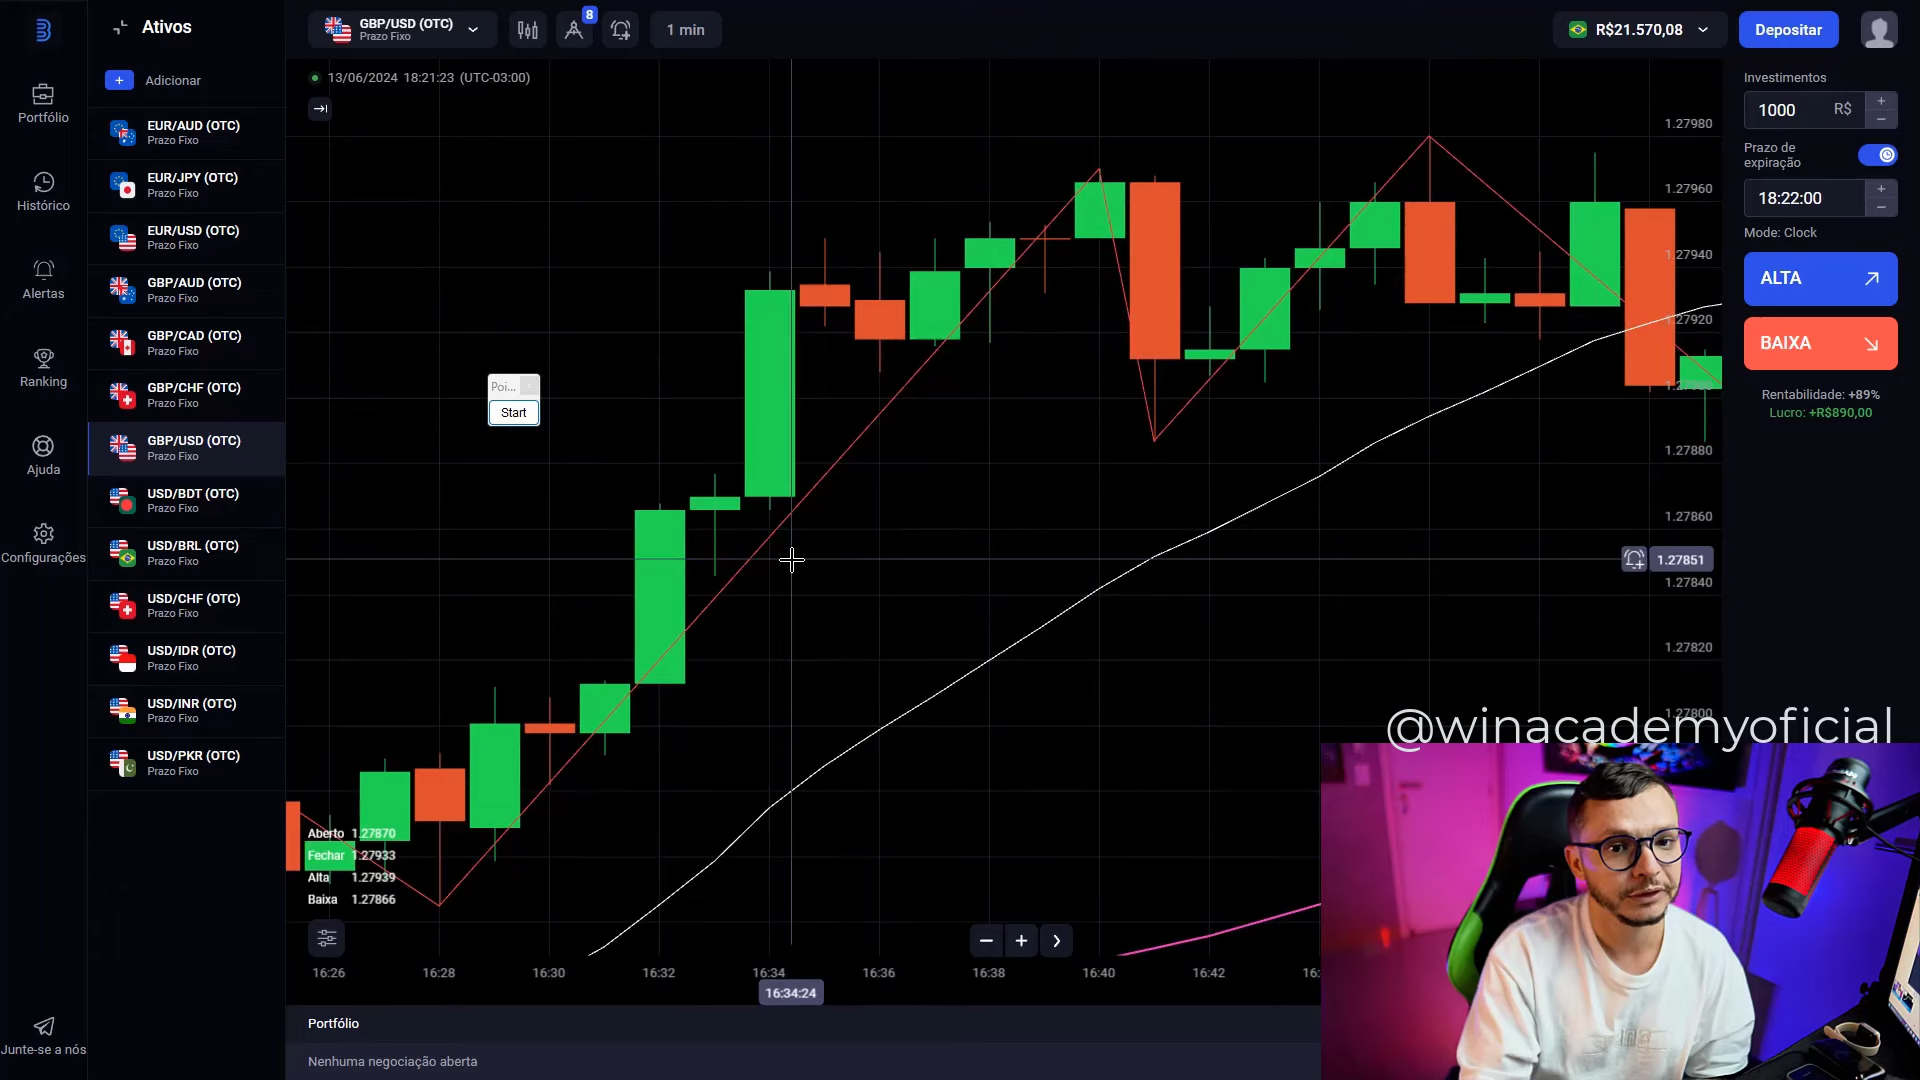 Ativos
GBP/USD (OTC)
Prazo Fixo
8
1 min
R$21.570,08
Depositar
Adicionar
13/06/2024 18:21:23 (UTC-03:00)
Portfólio
Histórico
Alertas
Ranking
Ajuda
Configurações
Junte-se a nós
EUR/AUD (OTC)
Prazo Fixo
EUR/JPY (OTC)
Prazo Fixo
EUR/USD (OTC)
Prazo Fixo
GBP/AUD (OTC)
Prazo Fixo
GBP/CAD (OTC)
Prazo Fixo
GBP/CHF (OTC)
Prazo Fixo
GBP/USD (OTC)
Prazo Fixo
USD/BDT (OTC)
Prazo Fixo
USD/BRL (OTC)
Prazo Fixo
USD/CHF (OTC)
Prazo Fixo
USD/IDR (OTC)
Prazo Fixo
USD/INR (OTC)
Prazo Fixo
USD/PKR (OTC)
Prazo Fixo
Poi...
Start
Aberto 1.27870
Fechar 1.27933
Alta 1.27939
Baixa 1.27866
1.27980
1.27960
1.27940
1.27920
1.27880
1.27860
1.27851
1.27840
1.27820
1.27800
16:26
16:28
16:30
16:32
16:34
16:36
16:38
16:40
16:42
16:34:24
Portfólio
Nenhuma negociação aberta
Investimentos
1000 R$
Prazo de
expiração
18:22:00
Mode: Clock
ALTA
BAIXA
Rentabilidade: +89%
Lucro: +R$890,00
@winacademyoficial